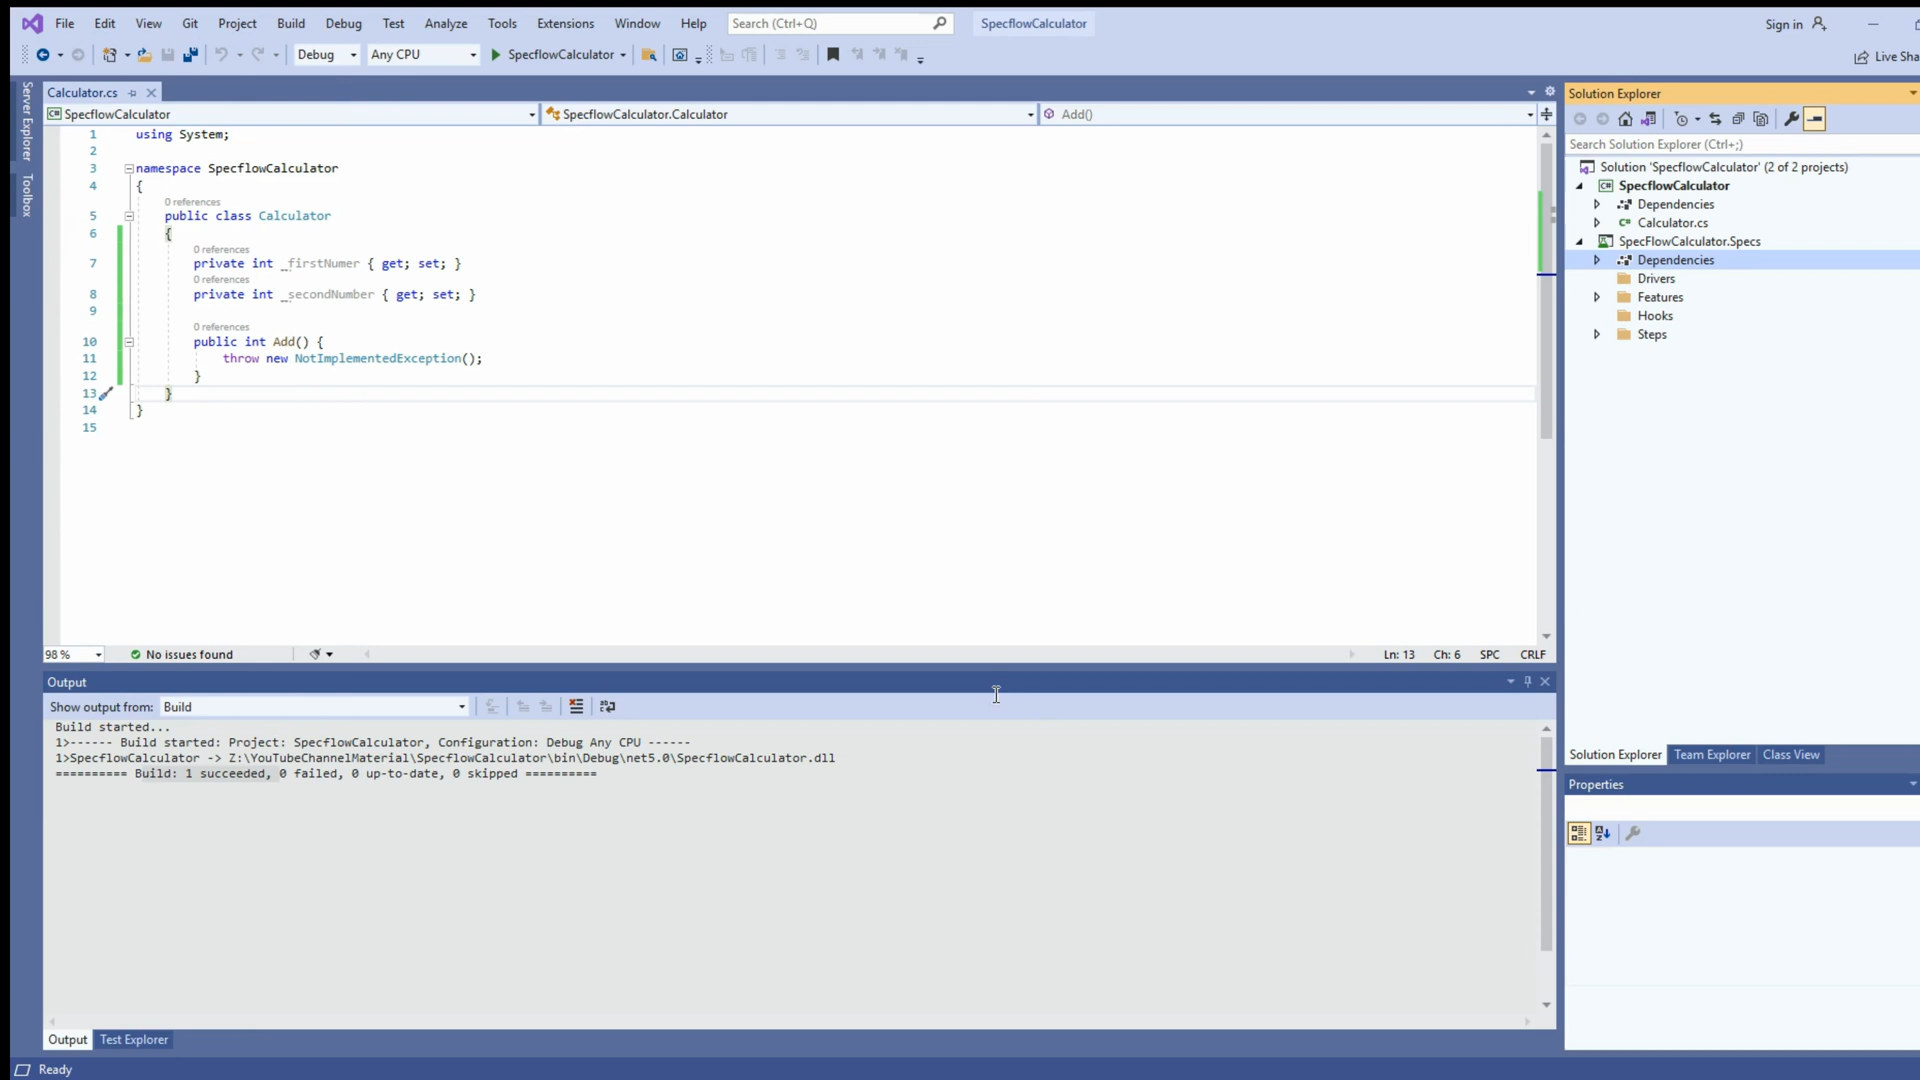 File Edit View Git Project Build Debug Test Analyze Tools Extensions Window Help Search (Ctrl+Q) SpecflowCalculator Sign in
Debug Any CPU SpecflowCalculator Live Sha
Server Explorer
Toolbox
Calculator.cs
SpecflowCalculator SpecflowCalculator.Calculator Add()
1 using System;
2
3 namespace SpecflowCalculator
4 {
0 references
5 public class Calculator
6 {
0 references
7 private int _firstNumer { get; set; }
0 references
8 private int _secondNumber { get; set; }
9
0 references
10 public int Add() {
11 throw new NotImplementedException();
12 }
13 }
14 }
15
98 % No issues found Ln: 13 Ch: 6 SPC CRLF
Output
Show output from: Build
Build started...
1>------ Build started: Project: SpecflowCalculator, Configuration: Debug Any CPU ------
1>SpecflowCalculator -> Z:\YouTubeChannelMaterial\SpecflowCalculator\bin\Debug\net5.0\SpecflowCalculator.dll
========== Build: 1 succeeded, 0 failed, 0 up-to-date, 0 skipped ==========
Output Test Explorer
Ready
Solution Explorer
Search Solution Explorer (Ctrl+;)
Solution 'SpecflowCalculator' (2 of 2 projects)
SpecflowCalculator
Dependencies
C# Calculator.cs
SpecFlowCalculator.Specs
Dependencies
Drivers
Features
Hooks
Steps
Solution Explorer Team Explorer Class View
Properties